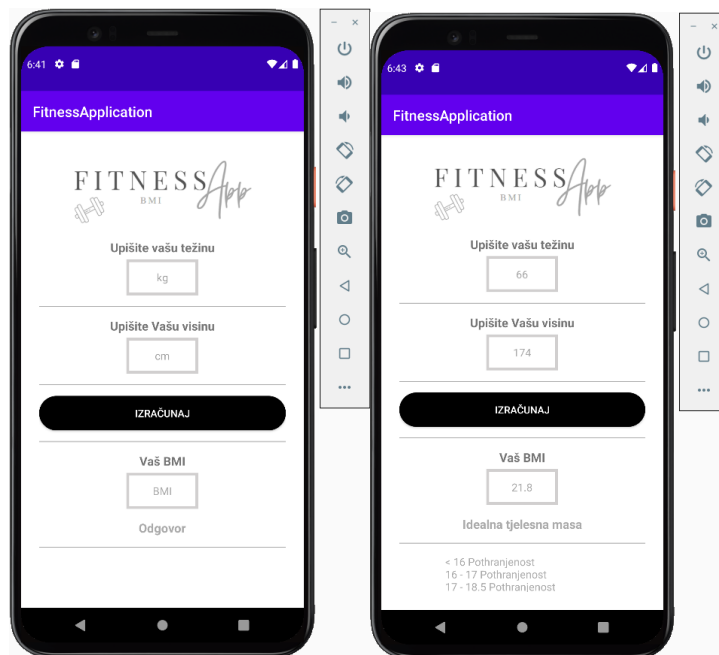 6:41
FitnessApplication
FITNESS App
BMI
Upišite vašu težinu
kg
Upišite Vašu visinu
cm
IZRAČUNAJ
Vaš BMI
BMI
Odgovor
6:43
FitnessApplication
FITNESS App
BMI
Upišite vašu težinu
66
Upišite Vašu visinu
174
IZRAČUNAJ
Vaš BMI
21.8
Idealna tjelesna masa
< 16 Pothranjenost
16 - 17 Pothranjenost
17 - 18.5 Pothranjenost